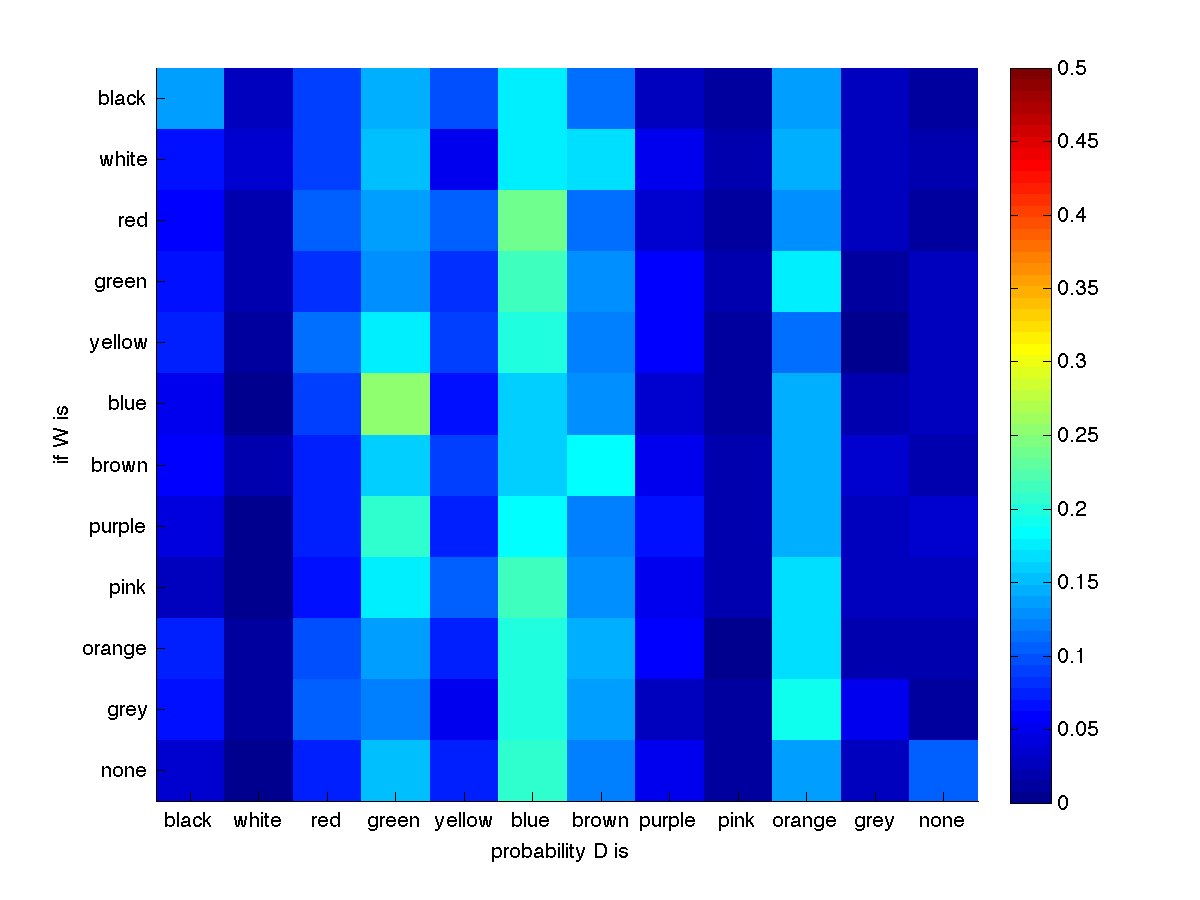 black
white
red
green
yellow
blue
brown
purple
pink
orange
grey
none
if W is
black white red green yellow blue brown purple pink orange grey none
probability D is
0.5
0.45
0.4
0.35
0.3
0.25
0.2
0.15
0.1
0.05
0